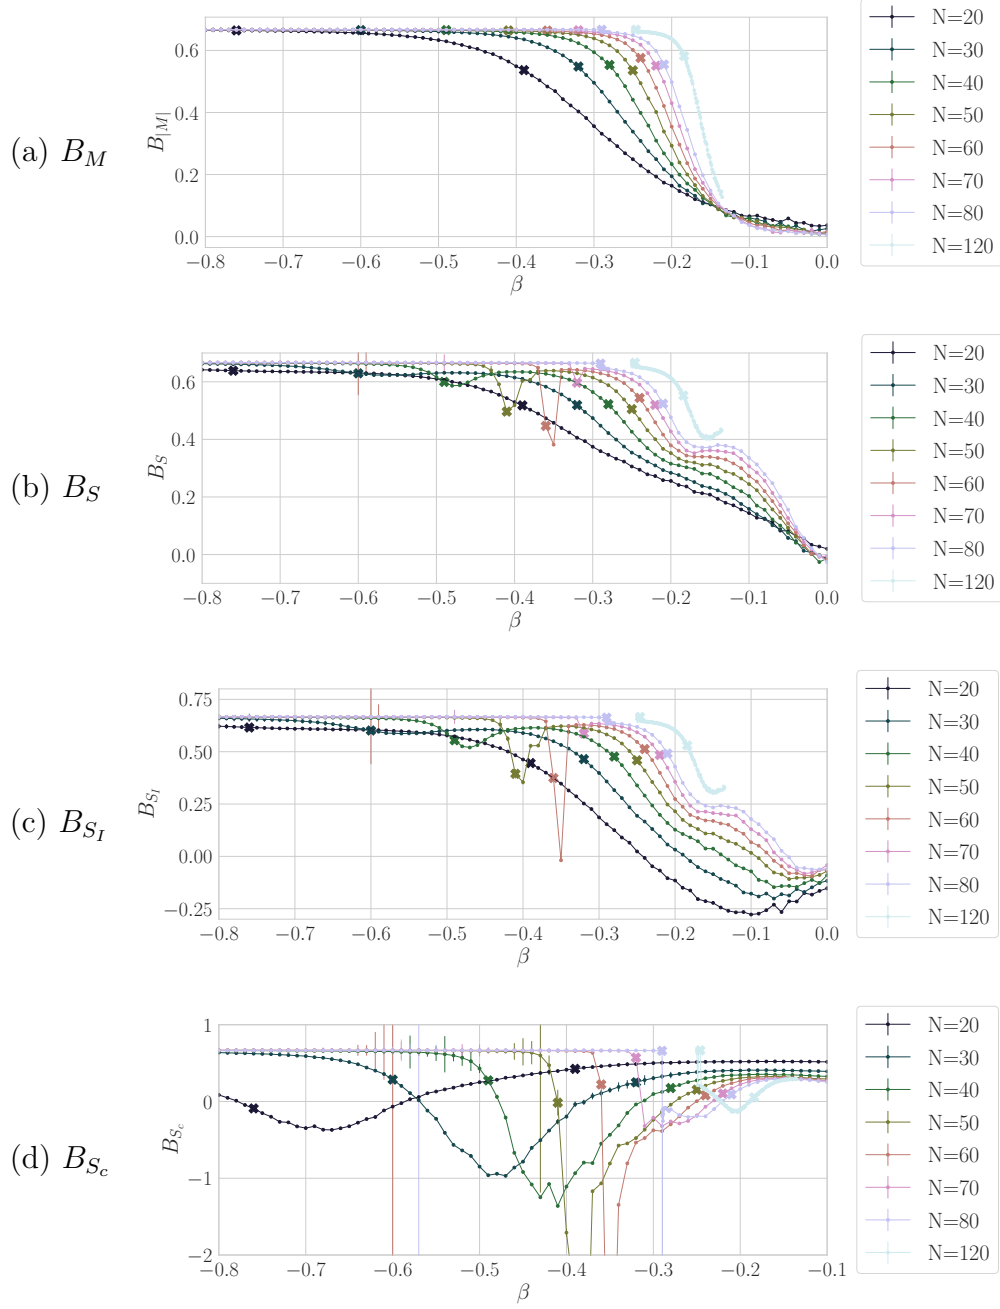 (a) B_M
B_{|M|}
0.6
0.4
0.2
0.0
−0.8 −0.7 −0.6 −0.5 −0.4 −0.3 −0.2 −0.1 0.0
β
N=20
N=30
N=40
N=50
N=60
N=70
N=80
N=120
(b) B_S
B_S
0.6
0.4
0.2
0.0
−0.8 −0.7 −0.6 −0.5 −0.4 −0.3 −0.2 −0.1 0.0
β
N=20
N=30
N=40
N=50
N=60
N=70
N=80
N=120
(c) B_{S_I}
B_{S_I}
0.75
0.50
0.25
0.00
−0.25
−0.8 −0.7 −0.6 −0.5 −0.4 −0.3 −0.2 −0.1 0.0
β
N=20
N=30
N=40
N=50
N=60
N=70
N=80
N=120
(d) B_{S_c}
B_{S_c}
1
0
−1
−2
−0.8 −0.7 −0.6 −0.5 −0.4 −0.3 −0.2 −0.1
β
N=20
N=30
N=40
N=50
N=60
N=70
N=80
N=120